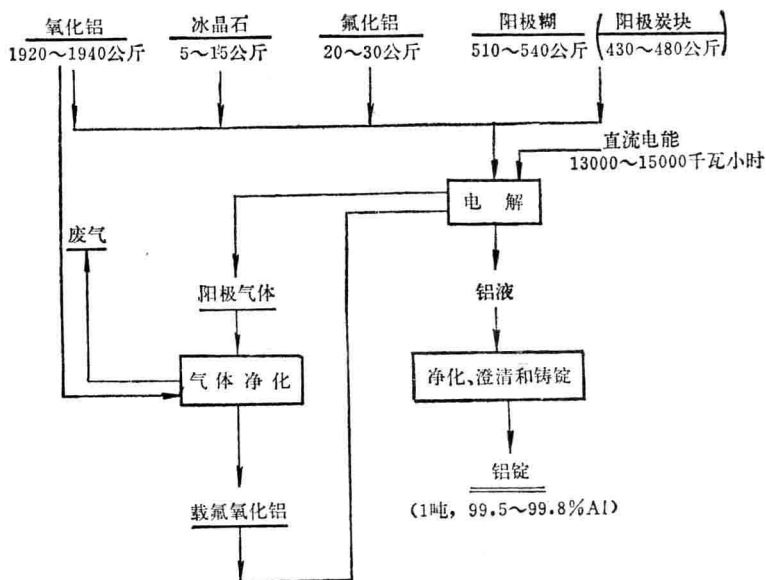 氧化铝
1920～1940公斤
冰晶石
5～15公斤
氟化铝
20～30公斤
阳极糊
510～540公斤
(阳极炭块
430～480公斤)
直流电能
13000～15000千瓦小时
电 解
废气
阳极气体
铝液
气体净化
净化、澄清和铸锭
铝锭
(1吨，99.5～99.8%Al)
载氟氧化铝